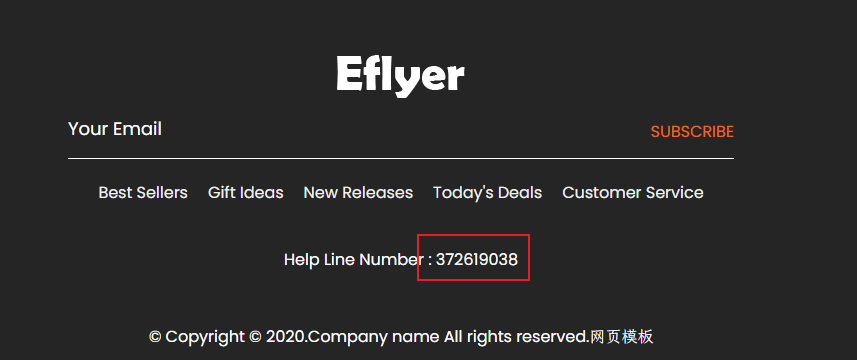 Eflyer
Your Email SUBSCRIBE
Best Sellers Gift Ideas New Releases Today's Deals Customer Service
Help Line Number : 372619038
© Copyright © 2020.Company name All rights reserved.网页模板